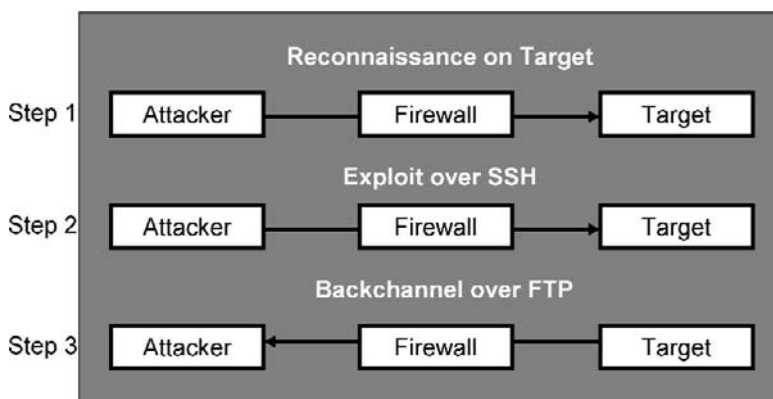 Reconnaissance on Target
Step 1 Attacker Firewall Target
Exploit over SSH
Step 2 Attacker Firewall Target
Backchannel over FTP
Step 3 Attacker Firewall Target